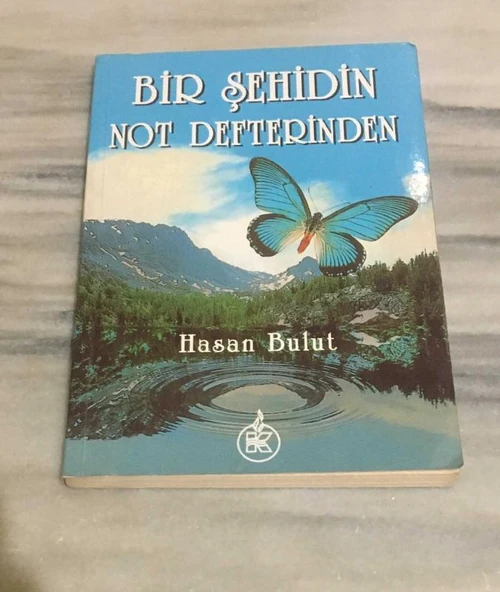 BİR ŞEHİDİN
NOT DEFTERİNDEN
Hasan Bulut